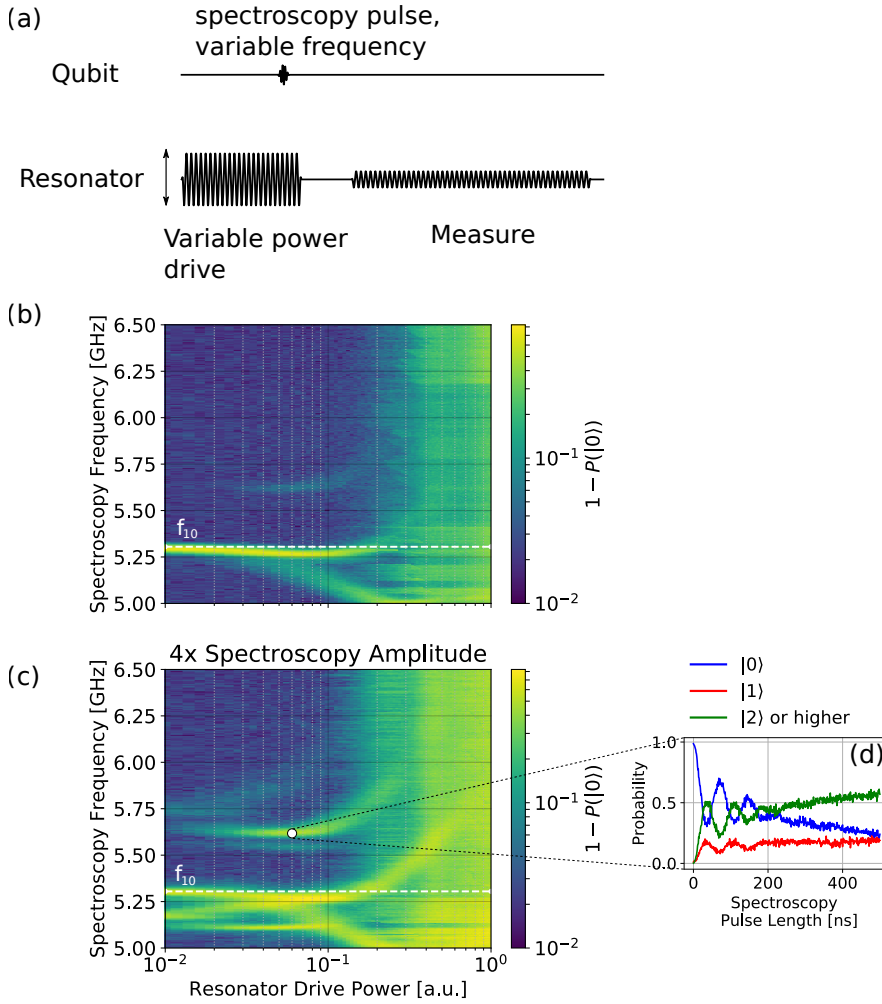 (a)
spectroscopy pulse,
variable frequency
Qubit
Resonator
Variable power
drive
Measure
(b)
6.50
6.25
6.00
5.75
5.50
5.25
5.00
Spectroscopy Frequency [GHz]
f10
10⁻¹
10⁻²
1 − P(|0⟩)
(c)
4x Spectroscopy Amplitude
6.50
6.25
6.00
5.75
5.50
5.25
5.00
Spectroscopy Frequency [GHz]
f10
10⁻² 10⁻¹ 10⁰
Resonator Drive Power [a.u.]
10⁻¹
10⁻²
1 − P(|0⟩)
|0⟩
|1⟩
|2⟩ or higher
(d)
1.0
0.5
0.0
Probability
0 200 400
Spectroscopy
Pulse Length [ns]